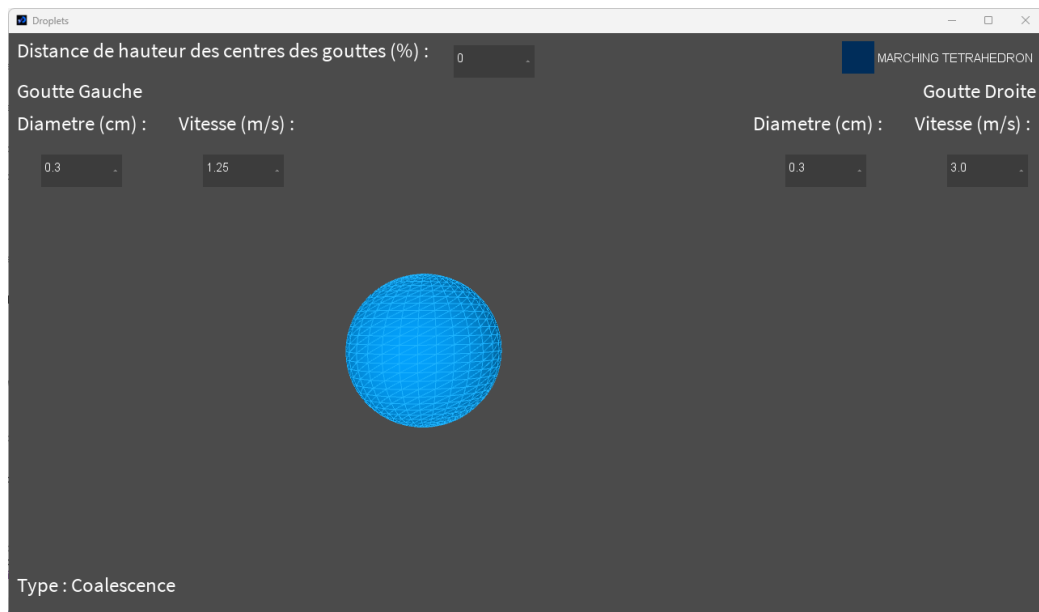 Droplets
Distance de hauteur des centres des gouttes (%) : 0 MARCHING TETRAHEDRON
Goutte Gauche Goutte Droite
Diametre (cm) : Vitesse (m/s) : Diametre (cm) : Vitesse (m/s) :
0.3 1.25 0.3 3.0
Type : Coalescence